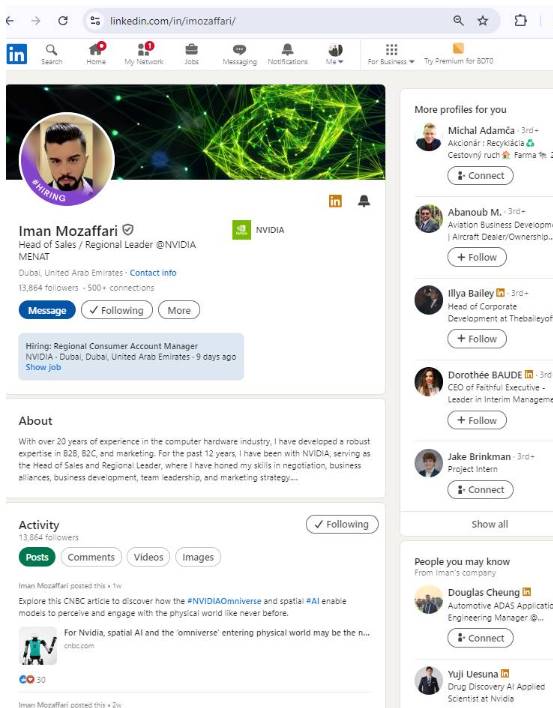 linkedin.com/in/imozaffari/
in
Search
Home
1
My Network
Jobs
Messaging
Notifications
Me
For Business
Try Premium for BDT0
#HIRING
in
Iman Mozaffari
NVIDIA
Head of Sales / Regional Leader @NVIDIA
MENAT
Dubai, United Arab Emirates · Contact info
13,864 followers · 500+ connections
Message
Following
More
Hiring: Regional Consumer Account Manager
NVIDIA · Dubai, Dubai, United Arab Emirates · 9 days ago
Show job
About
With over 20 years of experience in the computer hardware industry, I have developed a robust
expertise in B2B, B2C, and marketing. For the past 12 years, I have been with NVIDIA, serving as
the Head of Sales and Regional Leader, where I have honed my skills in negotiation, business
alliances, business development, team leadership, and marketing strategy....
Activity
Following
13,864 followers
Posts
Comments
Videos
Images
Iman Mozaffari posted this • 1w
Explore this CNBC article to discover how the #NVIDIAOmniverse and spatial #AI enable
models to perceive and engage with the physical world like never before.
For Nvidia, spatial AI and the 'omniverse' entering physical world may be the n...
cnbc.com
30
Iman Mozaffari posted this • 2w
More profiles for you
Michal Adamča · 3rd+
Akcionár : Recyklácia
Cestovný ruch Farma
Connect
Abanoub M. · 3rd+
Aviation Business Developme
| Aircraft Dealer/Ownership...
+ Follow
Illya Bailey in · 3rd+
Head of Corporate
Development at Thebaileyof
+ Follow
Dorothée BAUDE in · 3rd
CEO of Faithful Executive -
Leader in Interim Manageme
+ Follow
Jake Brinkman · 3rd+
Project Intern
Connect
Show all
People you may know
From Iman's company
Douglas Cheung in
Automotive ADAS Applicatio
Engineering Manager @...
Connect
Yuji Uesuna in
Drug Discovery AI Applied
Scientist at Nvidia